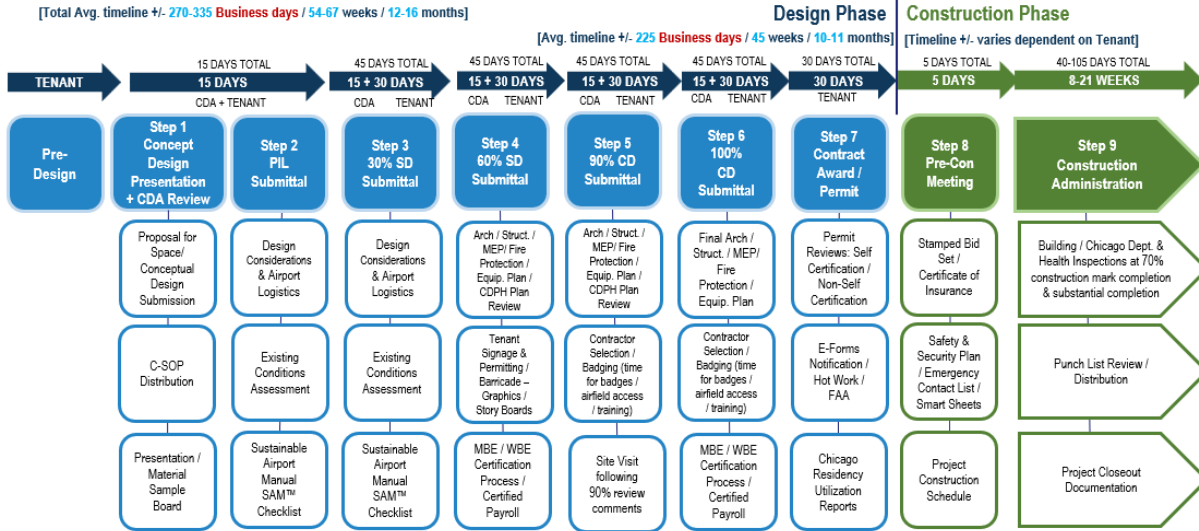 [Total Avg. timeline +/- 270-335 Business days / 54-67 weeks / 12-16 months]
Design Phase
Construction Phase
[Avg. timeline +/- 225 Business days / 45 weeks / 10-11 months]
[Timeline +/- varies dependent on Tenant]
15 DAYS TOTAL
45 DAYS TOTAL
45 DAYS TOTAL
45 DAYS TOTAL
45 DAYS TOTAL
30 DAYS TOTAL
5 DAYS TOTAL
40-105 DAYS TOTAL
TENANT
15 DAYS
15 + 30 DAYS
15 + 30 DAYS
15 + 30 DAYS
15 + 30 DAYS
30 DAYS
5 DAYS
8-21 WEEKS
CDA + TENANT
CDA TENANT
CDA TENANT
CDA TENANT
CDA TENANT
TENANT
Pre-
Design
Step 1
Concept
Design
Presentation
+ CDA Review
Step 2
PIL
Submittal
Step 3
30% SD
Submittal
Step 4
60% SD
Submittal
Step 5
90% CD
Submittal
Step 6
100%
CD
Submittal
Step 7
Contract
Award /
Permit
Step 8
Pre-Con
Meeting
Step 9
Construction
Administration
Proposal for
Space/
Conceptual
Design
Submission
Design
Considerations
& Airport
Logistics
Design
Considerations
& Airport
Logistics
Arch / Struct. /
MEP/ Fire
Protection /
Equip. Plan /
CDPH Plan
Review
Arch / Struct. /
MEP/ Fire
Protection /
Equip. Plan /
CDPH Plan
Review
Final Arch /
Struct. / MEP/
Fire
Protection /
Equip. Plan
Permit
Reviews: Self
Certification /
Non-Self
Certification
Stamped Bid
Set /
Certificate of
Insurance
Building / Chicago Dept. &
Health Inspections at 70%
construction mark completion
& substantial completion
C-SOP
Distribution
Existing
Conditions
Assessment
Existing
Conditions
Assessment
Tenant
Signage &
Permitting /
Barricade –
Graphics /
Story Boards
Contractor
Selection /
Badging (time
for badges /
airfield access
/ training)
Contractor
Selection /
Badging (time
for badges /
airfield access
/ training)
E-Forms
Notification /
Hot Work /
FAA
Safety &
Security Plan
/ Emergency
Contact List /
Smart Sheets
Punch List Review /
Distribution
Presentation /
Material
Sample
Board
Sustainable
Airport
Manual
SAM™
Checklist
Sustainable
Airport
Manual
SAM™
Checklist
MBE / WBE
Certification
Process /
Certified
Payroll
Site Visit
following
90% review
comments
MBE / WBE
Certification
Process /
Certified
Payroll
Chicago
Residency
Utilization
Reports
Project
Construction
Schedule
Project Closeout
Documentation